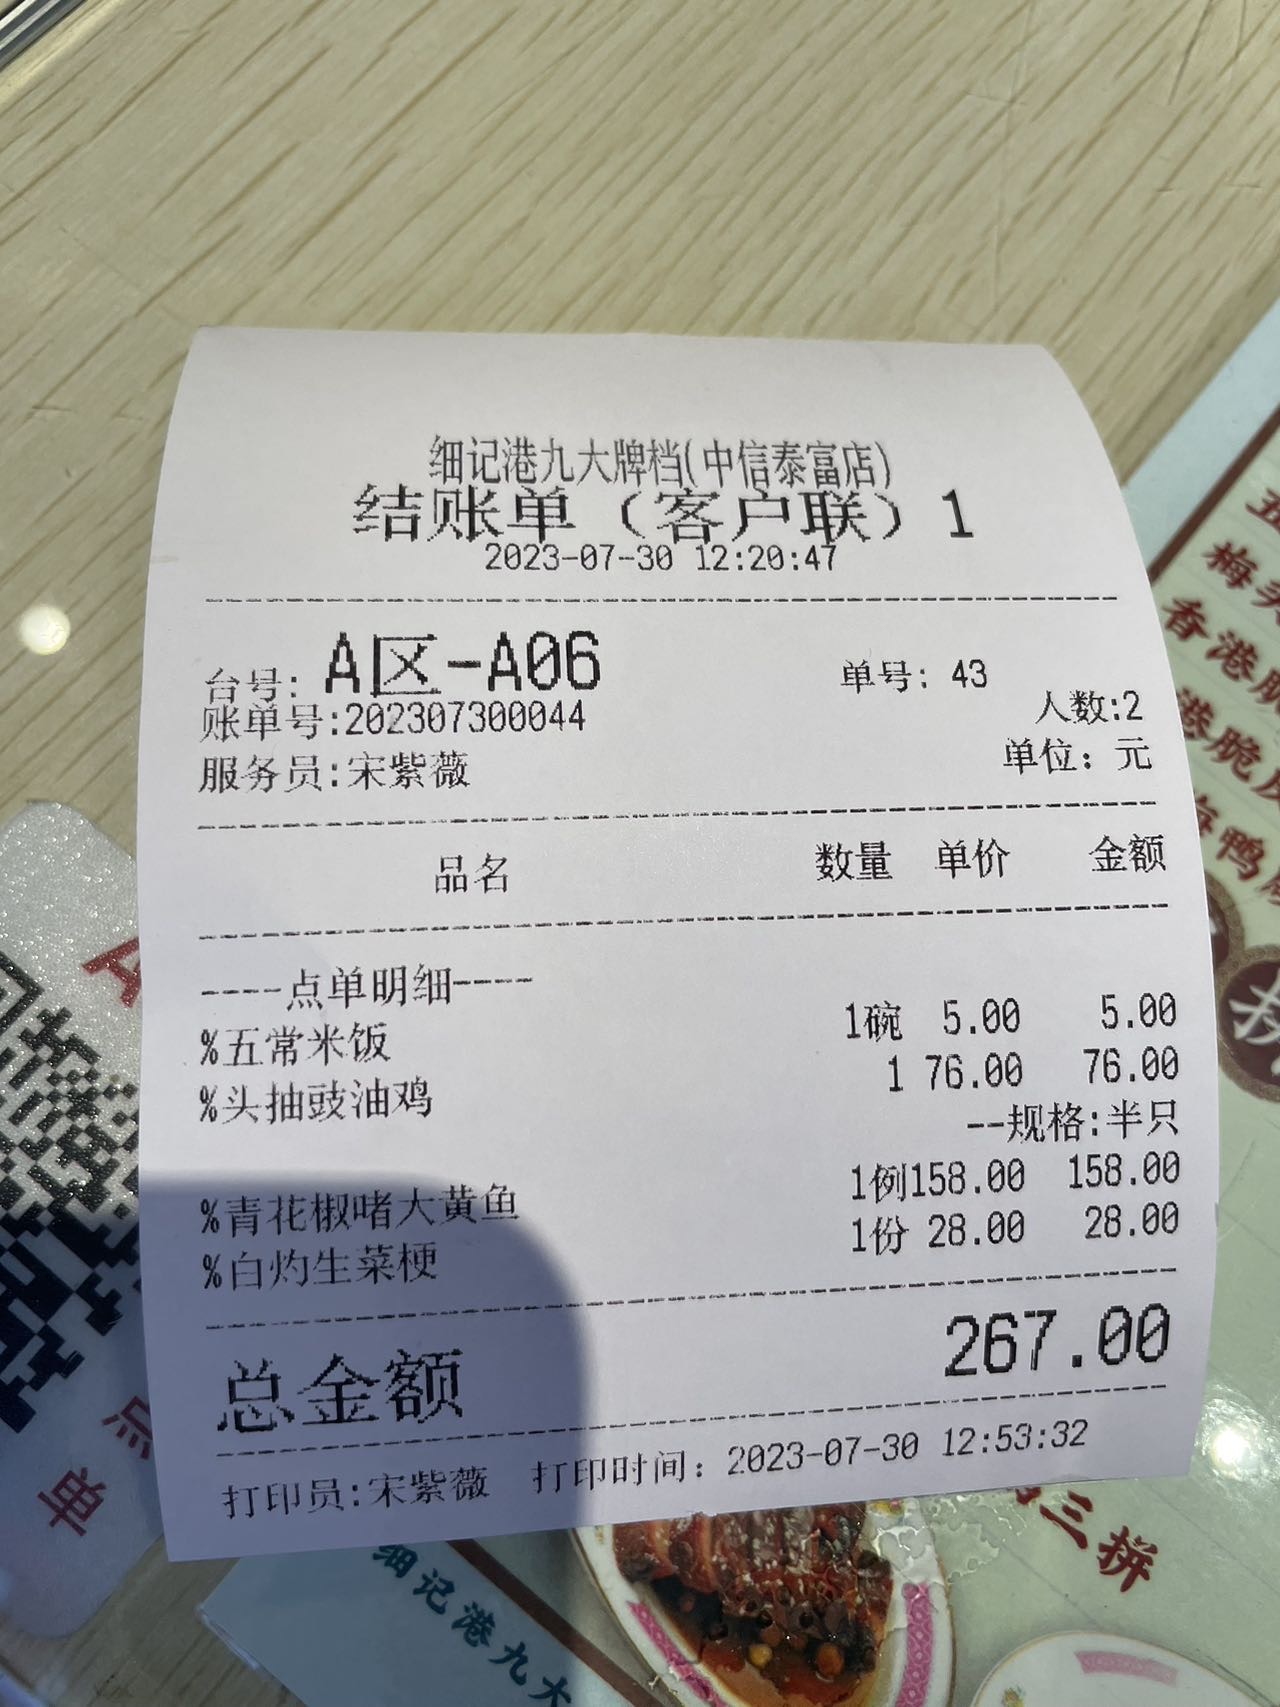 细记港九大牌档(中信泰富店)
结账单（客户联）1
2023-07-30 12:20:47
台号: A区-A06 单号: 43
账单号:202307300044 人数:2
服务员:宋紫薇 单位: 元
品名 数量 单价 金额
----点单明细----
%五常米饭 1碗 5.00 5.00
%头抽豉油鸡 1 76.00 76.00
--规格:半只
%青花椒啫大黄鱼 1例158.00 158.00
%白灼生菜梗 1份 28.00 28.00
总金额 267.00
打印员:宋紫薇 打印时间: 2023-07-30 12:53:32
梅头
香港脆
港脆皮
三拼
单 点
细记港九大